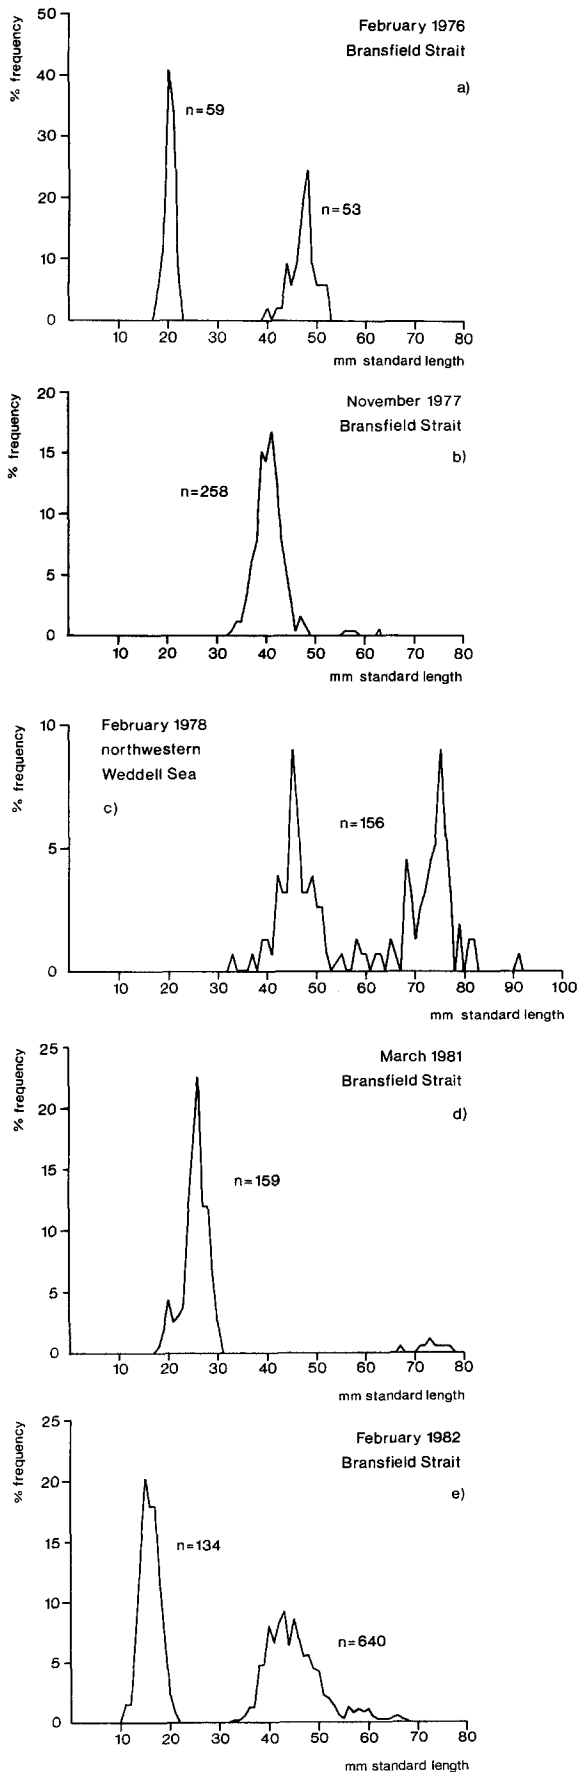 50
40
30
20
10
0
% frequency
February 1976
Bransfield Strait
a)
n=59
n=53
10 20 30 40 50 60 70 80
mm standard length
20
15
10
5
0
% frequency
November 1977
Bransfield Strait
b)
n=258
10 20 30 40 50 60 70 80
mm standard length
10
5
0
% frequency
February 1978
northwestern
Weddell Sea
c)
n=156
10 20 30 40 50 60 70 80 90 100
mm standard length
25
20
15
10
5
0
% frequency
March 1981
Bransfield Strait
d)
n=159
10 20 30 40 50 60 70 80
mm standard length
25
20
15
10
5
0
% frequency
February 1982
Bransfield Strait
e)
n=134
n=640
10 20 30 40 50 60 70 80
mm standard length